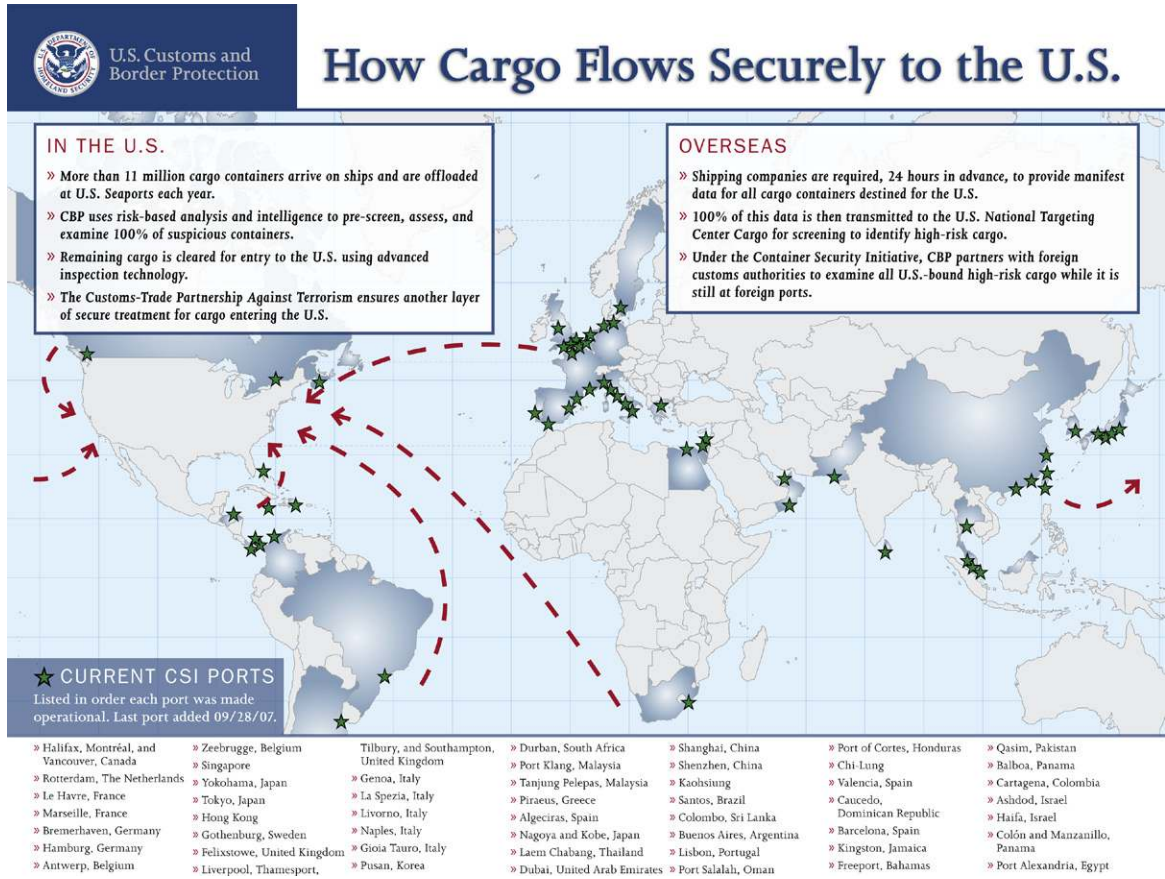 U.S. Customs and
Border Protection
How Cargo Flows Securely to the U.S.
IN THE U.S.
» More than 11 million cargo containers arrive on ships and are offloaded
at U.S. Seaports each year.
» CBP uses risk-based analysis and intelligence to pre-screen, assess, and
examine 100% of suspicious containers.
» Remaining cargo is cleared for entry to the U.S. using advanced
inspection technology.
» The Customs-Trade Partnership Against Terrorism ensures another layer
of secure treatment for cargo entering the U.S.
OVERSEAS
» Shipping companies are required, 24 hours in advance, to provide manifest
data for all cargo containers destined for the U.S.
» 100% of this data is then transmitted to the U.S. National Targeting
Center Cargo for screening to identify high-risk cargo.
» Under the Container Security Initiative, CBP partners with foreign
customs authorities to examine all U.S.-bound high-risk cargo while it is
still at foreign ports.
CURRENT CSI PORTS
Listed in order each port was made
operational. Last port added 09/28/07.
» Halifax, Montréal, and
Vancouver, Canada
» Rotterdam, The Netherlands
» Le Havre, France
» Marseille, France
» Bremerhaven, Germany
» Hamburg, Germany
» Antwerp, Belgium
» Zeebrugge, Belgium
» Singapore
» Yokohama, Japan
» Tokyo, Japan
» Hong Kong
» Gothenburg, Sweden
» Felixstowe, United Kingdom
» Liverpool, Thamesport,
Tilbury, and Southampton,
United Kingdom
» Genoa, Italy
» La Spezia, Italy
» Livorno, Italy
» Naples, Italy
» Gioia Tauro, Italy
» Pusan, Korea
» Durban, South Africa
» Port Klang, Malaysia
» Tanjung Pelepas, Malaysia
» Piraeus, Greece
» Algeciras, Spain
» Nagoya and Kobe, Japan
» Laem Chabang, Thailand
» Dubai, United Arab Emirates
» Shanghai, China
» Shenzhen, China
» Kaohsiung
» Santos, Brazil
» Colombo, Sri Lanka
» Buenos Aires, Argentina
» Lisbon, Portugal
» Port Salalah, Oman
» Port of Cortes, Honduras
» Chi-Lung
» Valencia, Spain
» Caucedo,
Dominican Republic
» Barcelona, Spain
» Kingston, Jamaica
» Freeport, Bahamas
» Qasim, Pakistan
» Balboa, Panama
» Cartagena, Colombia
» Ashdod, Israel
» Haifa, Israel
» Colón and Manzanillo,
Panama
» Port Alexandria, Egypt